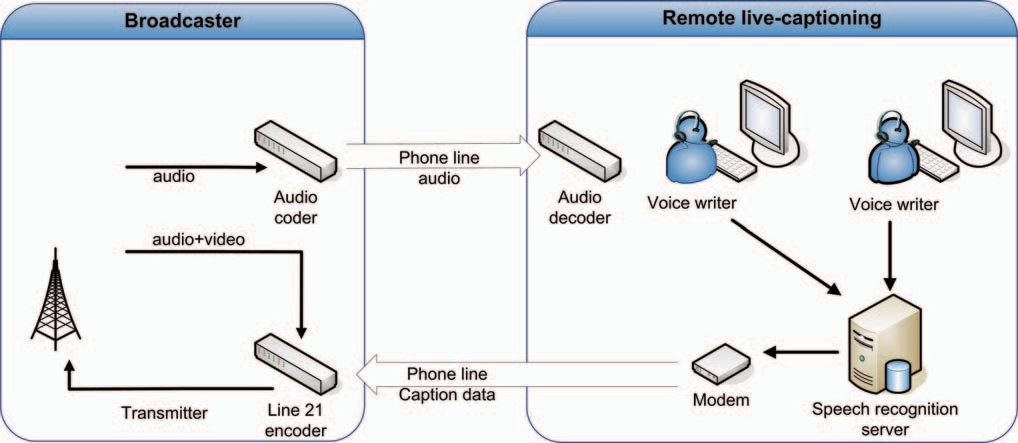 Broadcaster
Remote live-captioning
audio
Audio
coder
Phone line
audio
Audio
decoder
Voice writer
Voice writer
audio+video
Transmitter
Line 21
encoder
Phone line
Caption data
Modem
Speech recognition
server